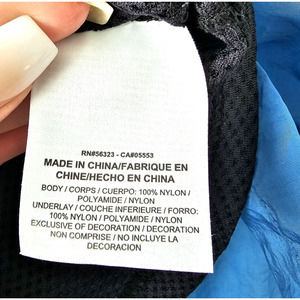 RN#56323 - CA#05553
MADE IN CHINA/FABRIQUE EN
CHINE/HECHO EN CHINA
BODY / CORPS / CUERPO: 100% NYLON /
POLYAMIDE / NYLON
UNDERLAY / COUCHE INFERIEURE / FORRO:
100% NYLON / POLYAMIDE / NYLON
EXCLUSIVE OF DECORATION / DECORATION
NON COMPRISE / NO INCLUYE LA
DECORACION